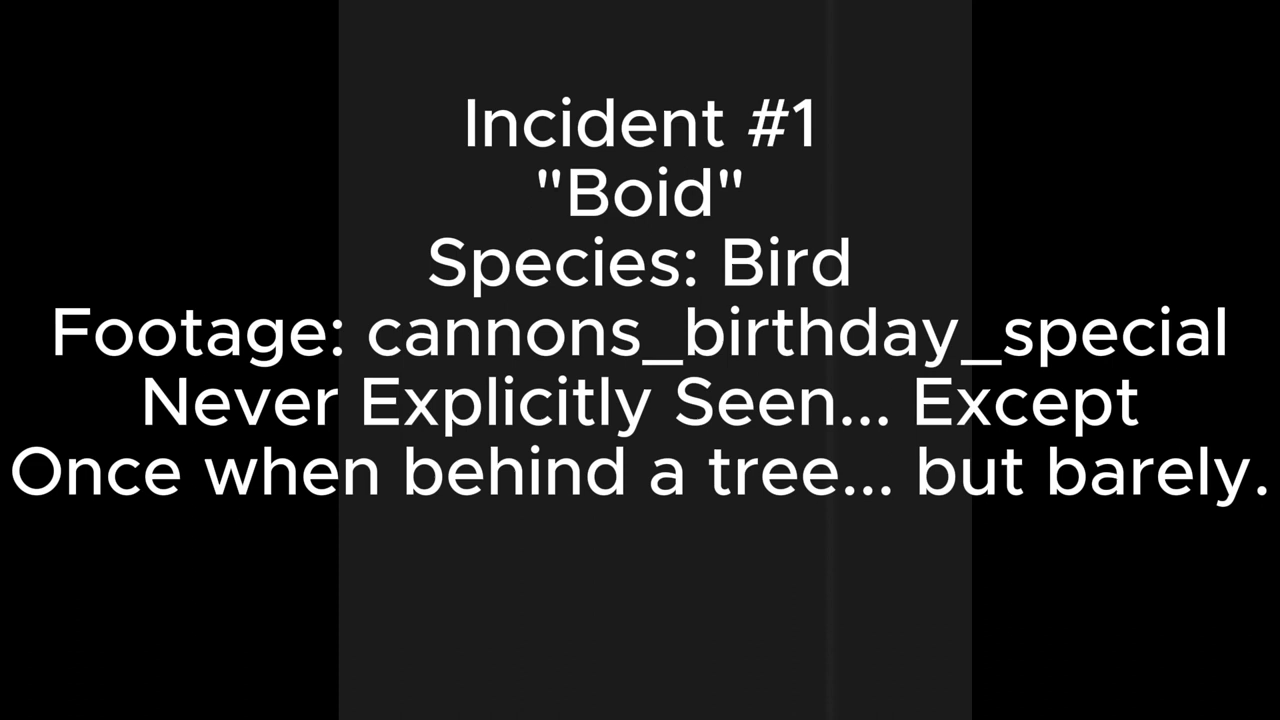 Incident #1
"Boid"
Species: Bird
Footage: cannons_birthday_special
Never Explicitly Seen... Except
Once when behind a tree... but barely.